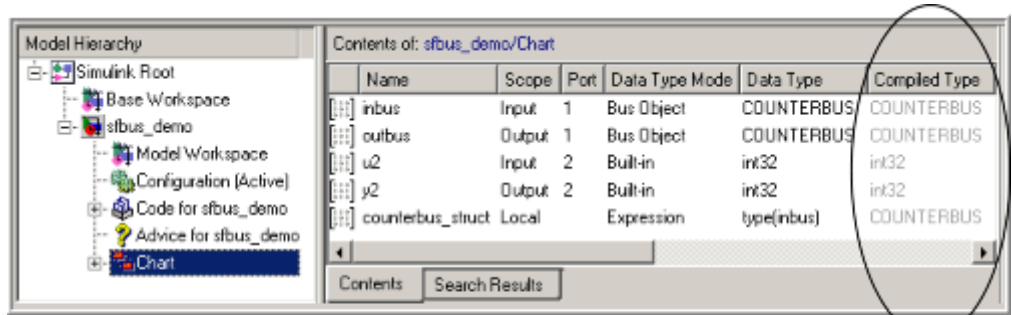 Model Hierarchy
Simulink Root
Base Workspace
sfbus_demo
Model Workspace
Configuration (Active)
Code for sfbus_demo
Advice for sfbus_demo
Chart
Contents of: sfbus_demo/Chart
Name Scope Port Data Type Mode Data Type Compiled Type
inbus Input 1 Bus Object COUNTERBUS COUNTERBUS
outbus Output 1 Bus Object COUNTERBUS COUNTERBUS
u2 Input 2 Built-in int32 int32
y2 Output 2 Built-in int32 int32
counterbus_struct Local Expression type(inbus) COUNTERBUS
Contents Search Results